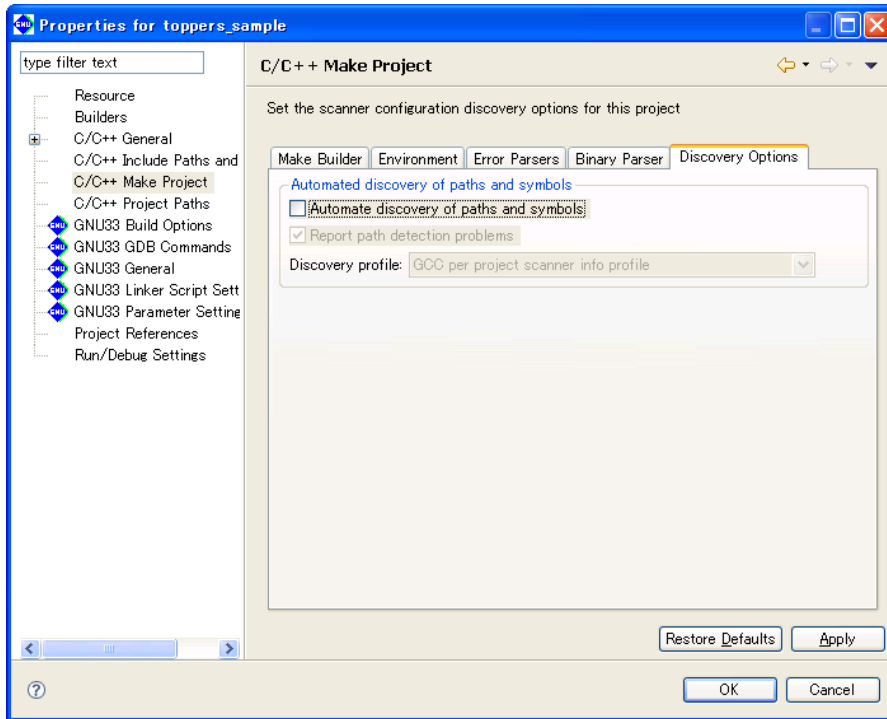 Properties for toppers_sample
type filter text
Resource
Builders
C/C++ General
C/C++ Include Paths and
C/C++ Make Project
C/C++ Project Paths
GNU33 Build Options
GNU33 GDB Commands
GNU33 General
GNU33 Linker Script Sett
GNU33 Parameter Setting
Project References
Run/Debug Settings
C/C++ Make Project
Set the scanner configuration discovery options for this project
Make Builder Environment Error Parsers Binary Parser Discovery Options
Automated discovery of paths and symbols
Automate discovery of paths and symbols
Report path detection problems
Discovery profile: GCC per project scanner info profile
Restore Defaults Apply
OK Cancel